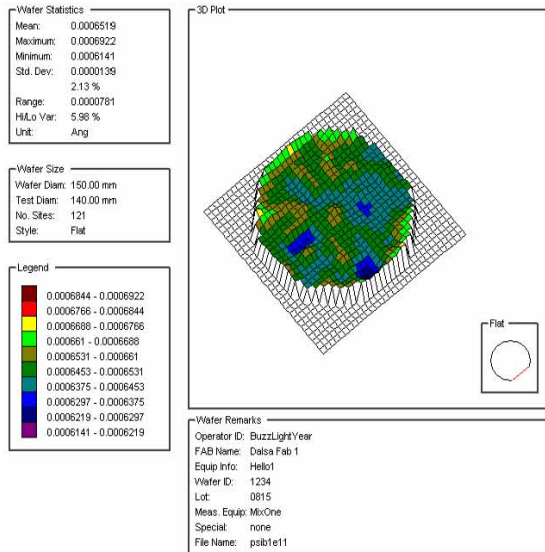 Wafer Statistics
Mean: 0.0006519
Maximum: 0.0006922
Minimum: 0.0006141
Std. Dev: 0.0000139
2.13 %
Range: 0.0000781
Hi/Lo Var: 5.98 %
Unit: Ang
Wafer Size
Wafer Diam: 150.00 mm
Test Diam: 140.00 mm
No. Sites: 121
Style: Flat
Legend
0.0006844 - 0.0006922
0.0006766 - 0.0006844
0.0006688 - 0.0006766
0.000661 - 0.0006688
0.0006531 - 0.000661
0.0006453 - 0.0006531
0.0006375 - 0.0006453
0.0006297 - 0.0006375
0.0006219 - 0.0006297
0.0006141 - 0.0006219
3D Plot
Flat
Wafer Remarks
Operator ID: BuzzLightYear
FAB Name: Dalsa Fab 1
Equip Info: Hello1
Wafer ID: 1234
Lot: 0815
Meas. Equip: MixOne
Special: none
File Name: psib1e11